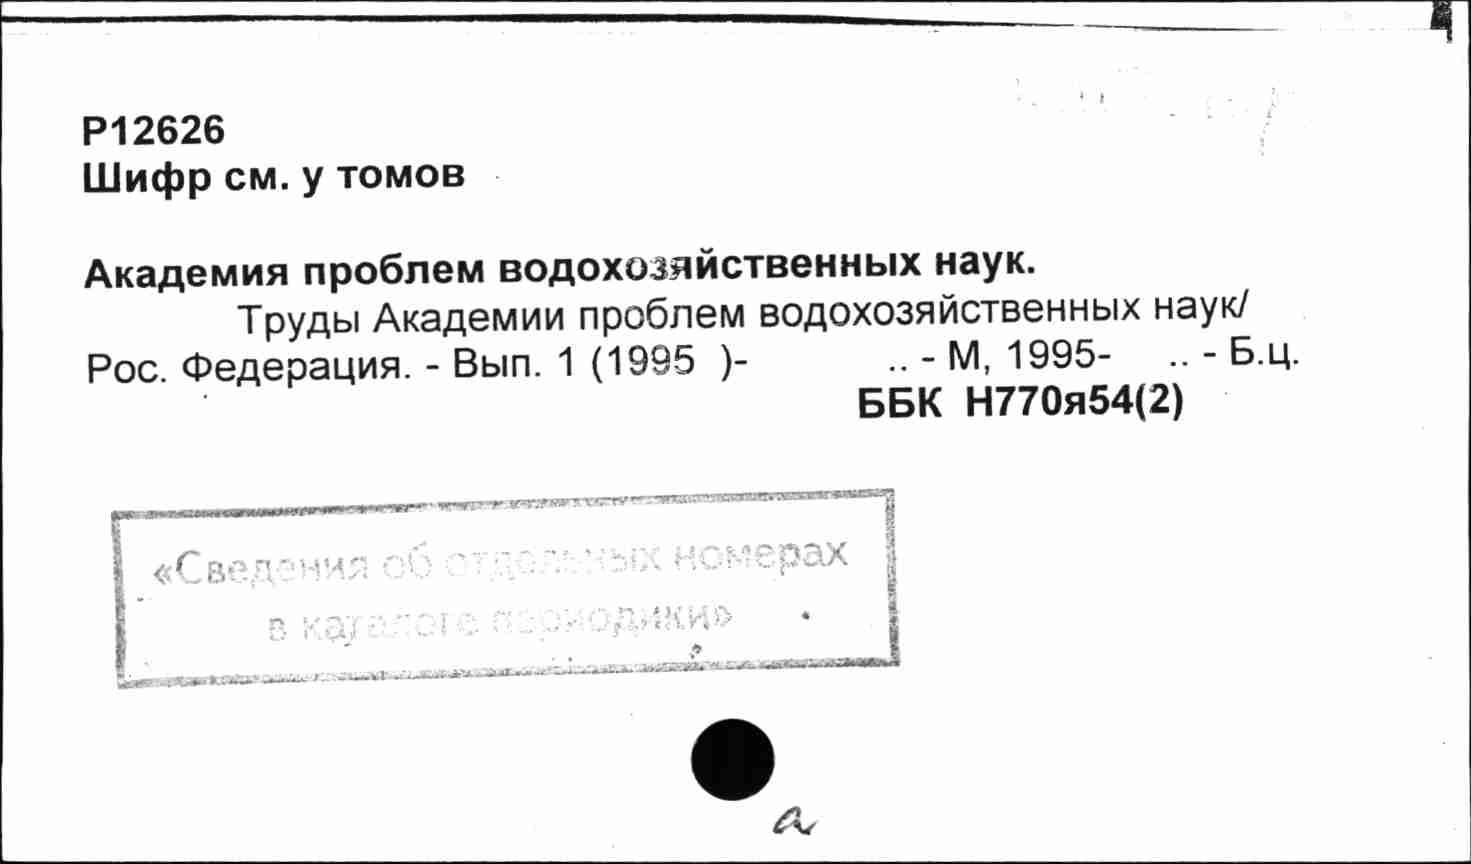 Р12626
Шифр см. у томов
Академия проблем водохозяйственных наук.
Труды Академии проблем водохозяйственных наук/
Рос. Федерация. - Вып. 1 (1995 )- .. - М, 1995- .. - Б.ц.
ББК Н770я54(2)
«Сведения об отдельных номерах
в каталоге периодики»
а